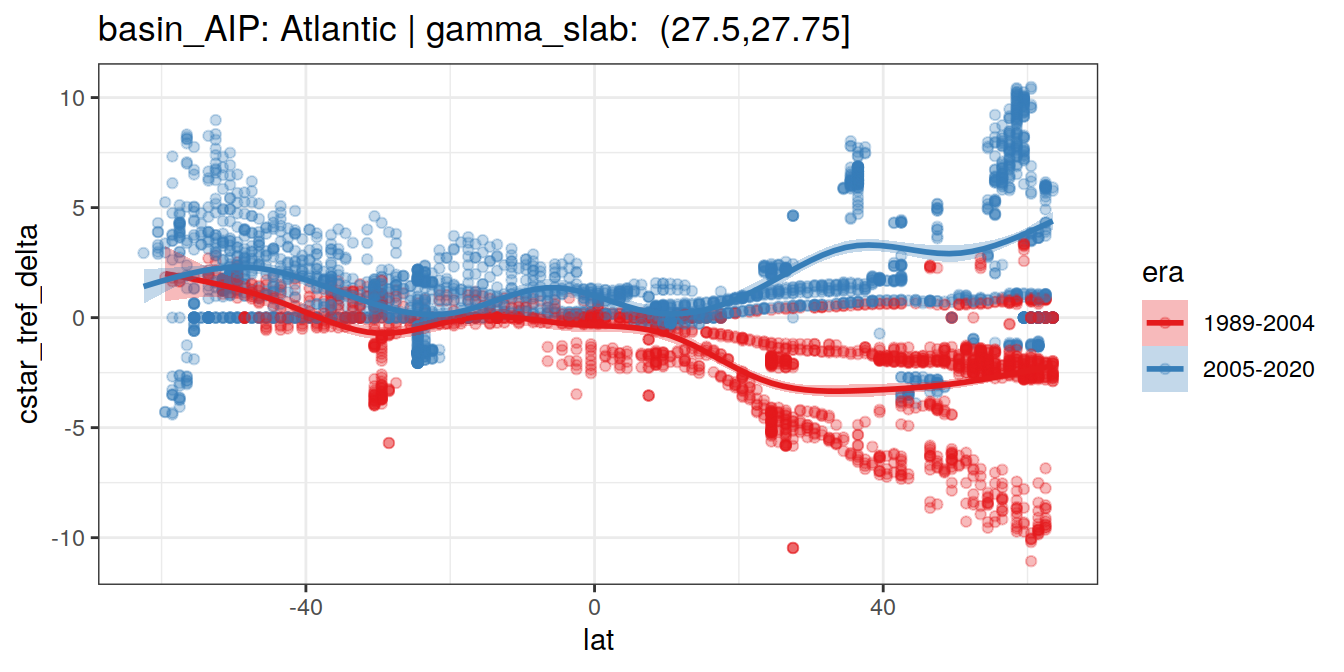 basin_AIP: Atlantic | gamma_slab:  (27.5,27.75]
10
5
0
-5
-10
cstar_tref_delta
-40
0
40
lat
era
1989-2004
2005-2020